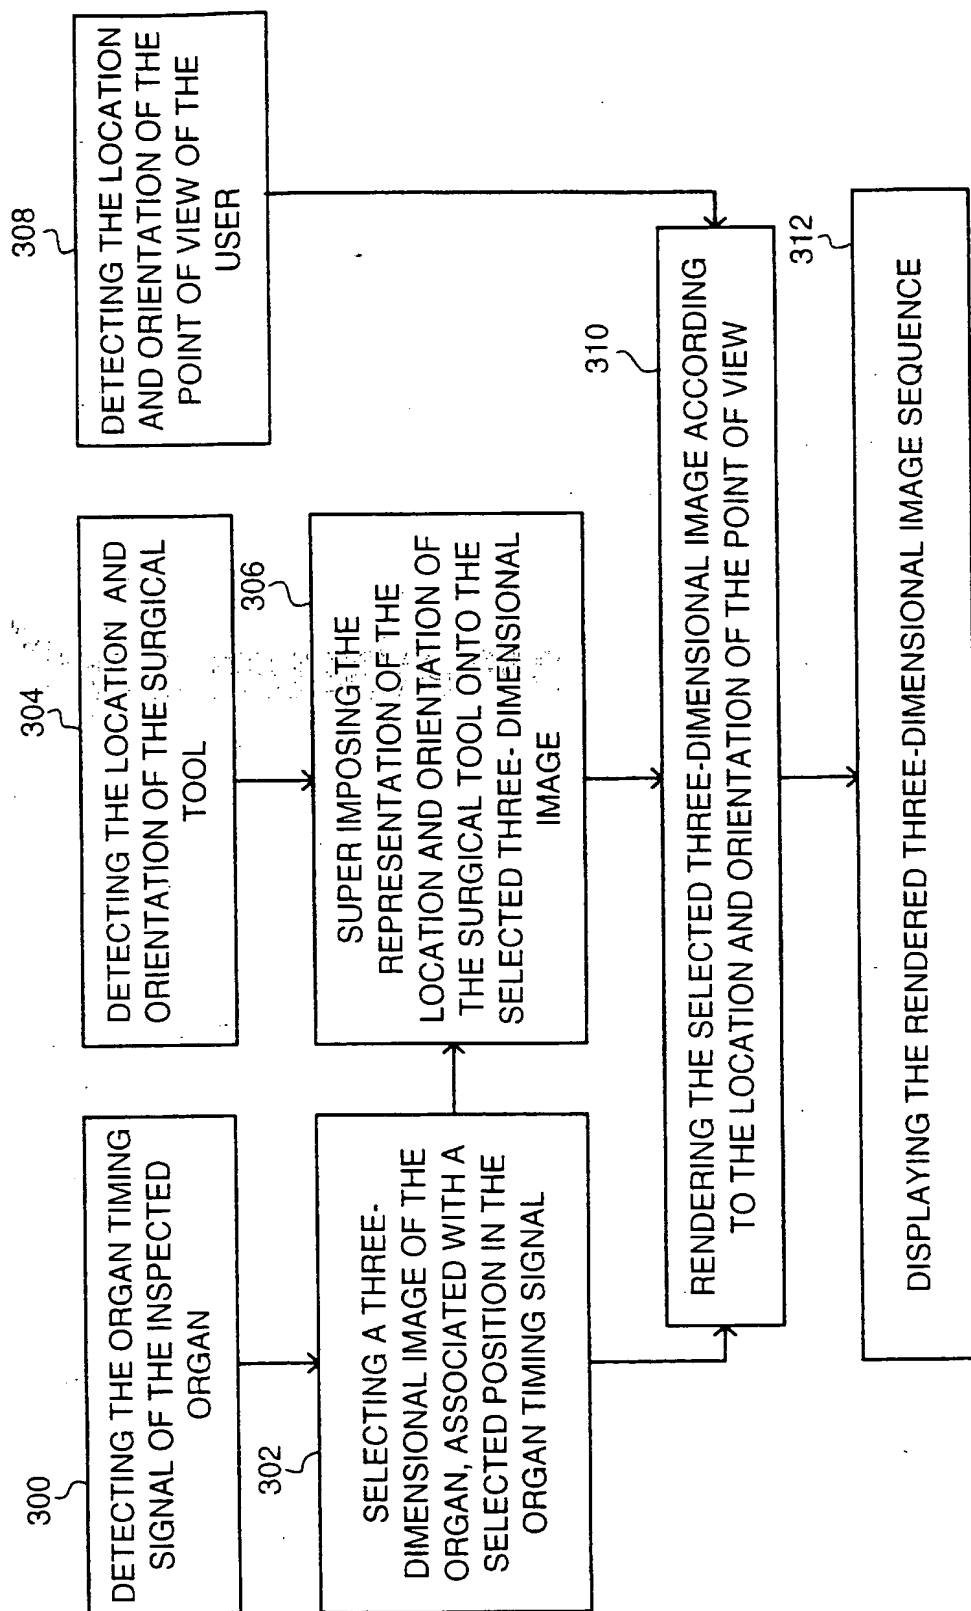 300
DETECTING THE ORGAN TIMING
SIGNAL OF THE INSPECTED
ORGAN
302
SELECTING A THREE-
DIMENSIONAL IMAGE OF THE
ORGAN, ASSOCIATED WITH A
SELECTED POSITION IN THE
ORGAN TIMING SIGNAL
304
DETECTING THE LOCATION AND
ORIENTATION OF THE SURGICAL
TOOL
306
SUPER IMPOSING THE
REPRESENTATION OF THE
LOCATION AND ORIENTATION OF
THE SURGICAL TOOL ONTO THE
SELECTED THREE- DIMENSIONAL
IMAGE
308
DETECTING THE LOCATION
AND ORIENTATION OF THE
POINT OF VIEW OF THE
USER
310
RENDERING THE SELECTED THREE-DIMENSIONAL IMAGE ACCORDING
TO THE LOCATION AND ORIENTATION OF THE POINT OF VIEW
312
DISPLAYING THE RENDERED THREE-DIMENSIONAL IMAGE SEQUENCE